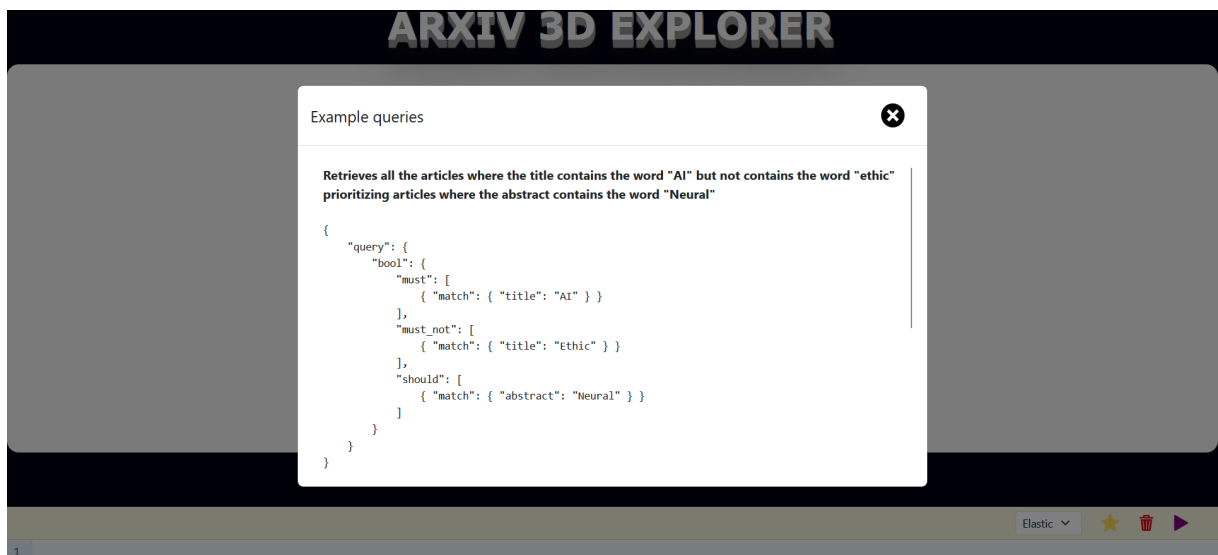 ARXIV 3D EXPLORER
Example queries
Retrieves all the articles where the title contains the word "AI" but not contains the word "ethic"
prioritizing articles where the abstract contains the word "Neural"
{
    "query": {
        "bool": {
            "must": [
                { "match": { "title": "AI" } }
            ],
            "must_not": [
                { "match": { "title": "Ethic" } }
            ],
            "should": [
                { "match": { "abstract": "Neural" } }
            ]
        }
    }
}
Elastic
1